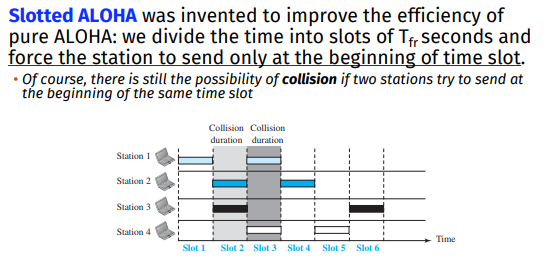 Slotted ALOHA was invented to improve the efficiency of
pure ALOHA: we divide the time into slots of Tfr seconds and
force the station to send only at the beginning of time slot.
• Of course, there is still the possibility of collision if two stations try to send at
the beginning of the same time slot
Collision Collision
duration duration
Station 1
Station 2
Station 3
Station 4
Time
Slot 1 Slot 2 Slot 3 Slot 4 Slot 5 Slot 6